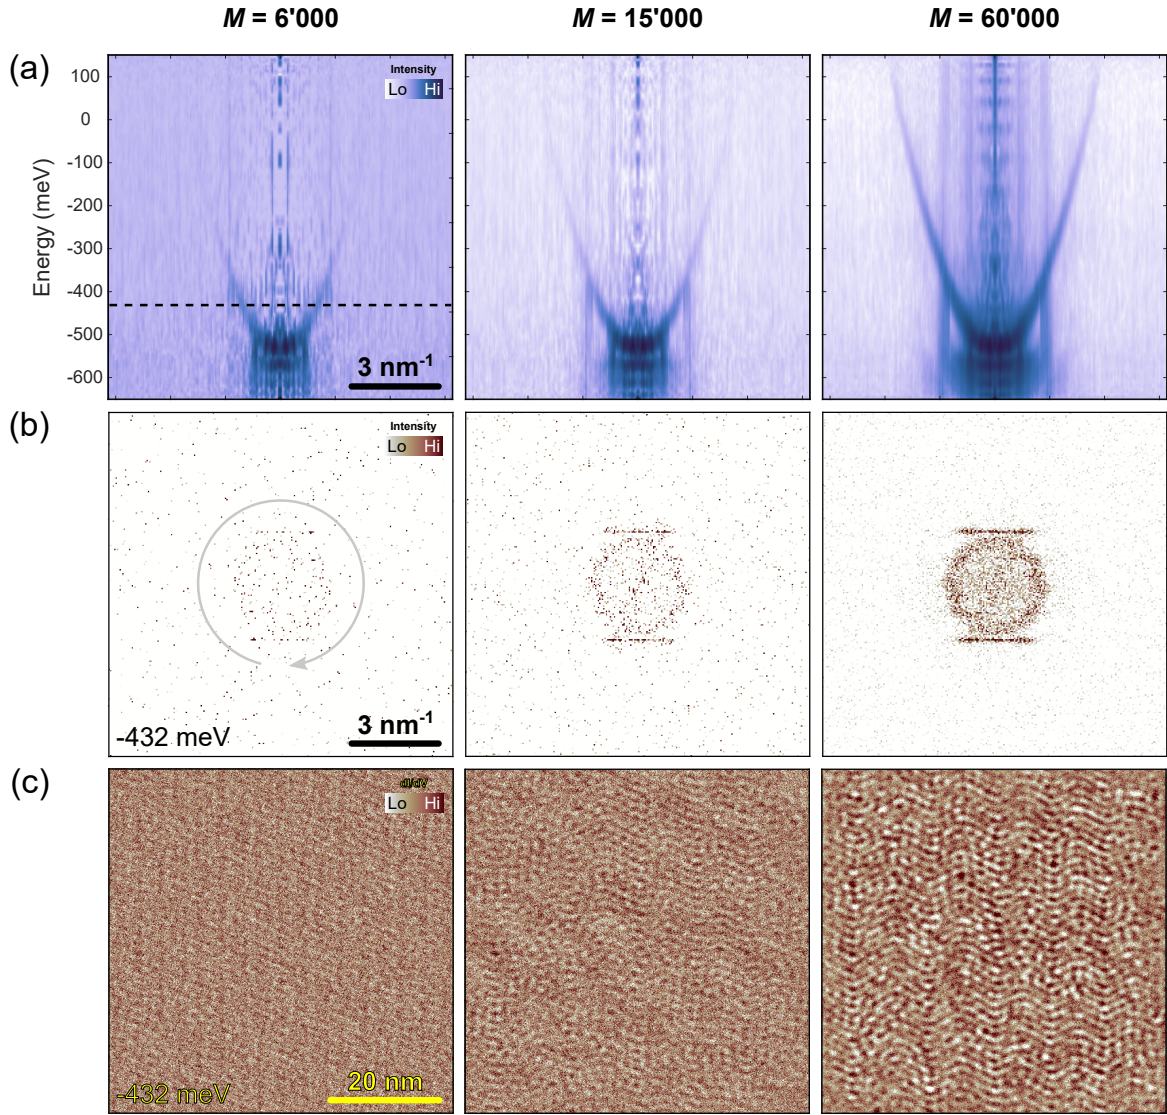 M = 6'000 M = 15'000 M = 60'000
(a)
Intensity
Lo Hi
Energy (meV)
100
0
-100
-200
-300
-400
-500
-600
3 nm⁻¹
(b)
Intensity
Lo Hi
-432 meV
3 nm⁻¹
(c)
dI/dV
Lo Hi
-432 meV
20 nm